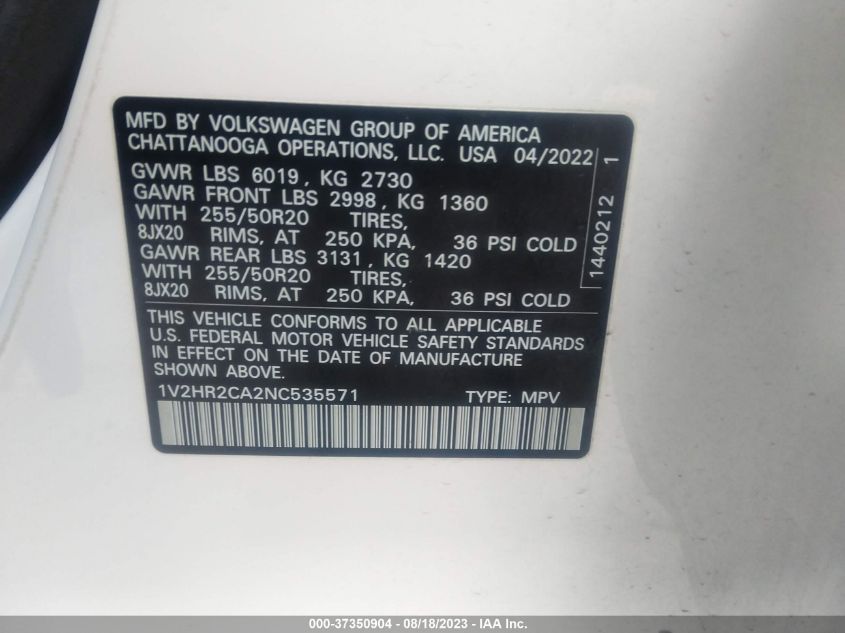 MFD BY VOLKSWAGEN GROUP OF AMERICA
CHATTANOOGA OPERATIONS, LLC. USA 04/2022
GVWR LBS 6019, KG 2730
GAWR FRONT LBS 2998, KG 1360
WITH 255/50R20 TIRES,
8JX20 RIMS, AT 250 KPA, 36 PSI COLD
GAWR REAR LBS 3131, KG 1420
WITH 255/50R20 TIRES,
8JX20 RIMS, AT 250 KPA, 36 PSI COLD
1440212 1
THIS VEHICLE CONFORMS TO ALL APPLICABLE
U.S. FEDERAL MOTOR VEHICLE SAFETY STANDARDS
IN EFFECT ON THE DATE OF MANUFACTURE
SHOWN ABOVE.
1V2HR2CA2NC535571 TYPE: MPV
000-37350904 - 08/18/2023 - IAA Inc.